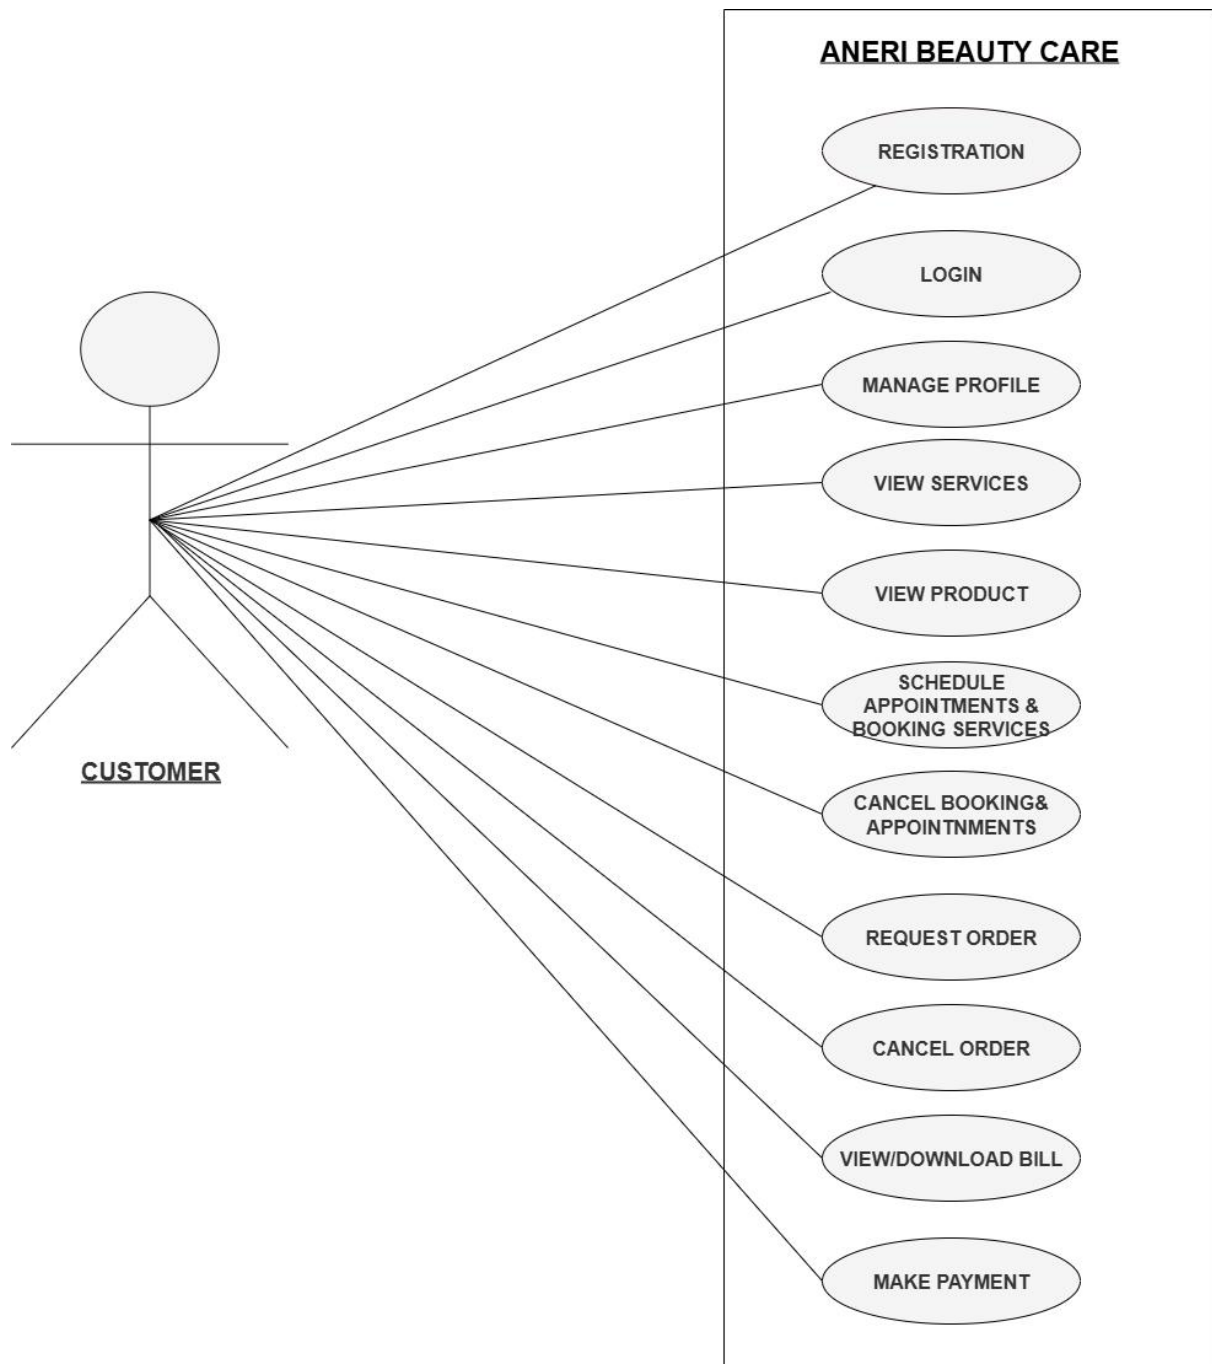 ANERI BEAUTY CARE
REGISTRATION
LOGIN
MANAGE PROFILE
VIEW SERVICES
VIEW PRODUCT
SCHEDULE
APPOINTMENTS &
BOOKING SERVICES
CUSTOMER
CANCEL BOOKING&
APPOINTNMENTS
REQUEST ORDER
CANCEL ORDER
VIEW/DOWNLOAD BILL
MAKE PAYMENT